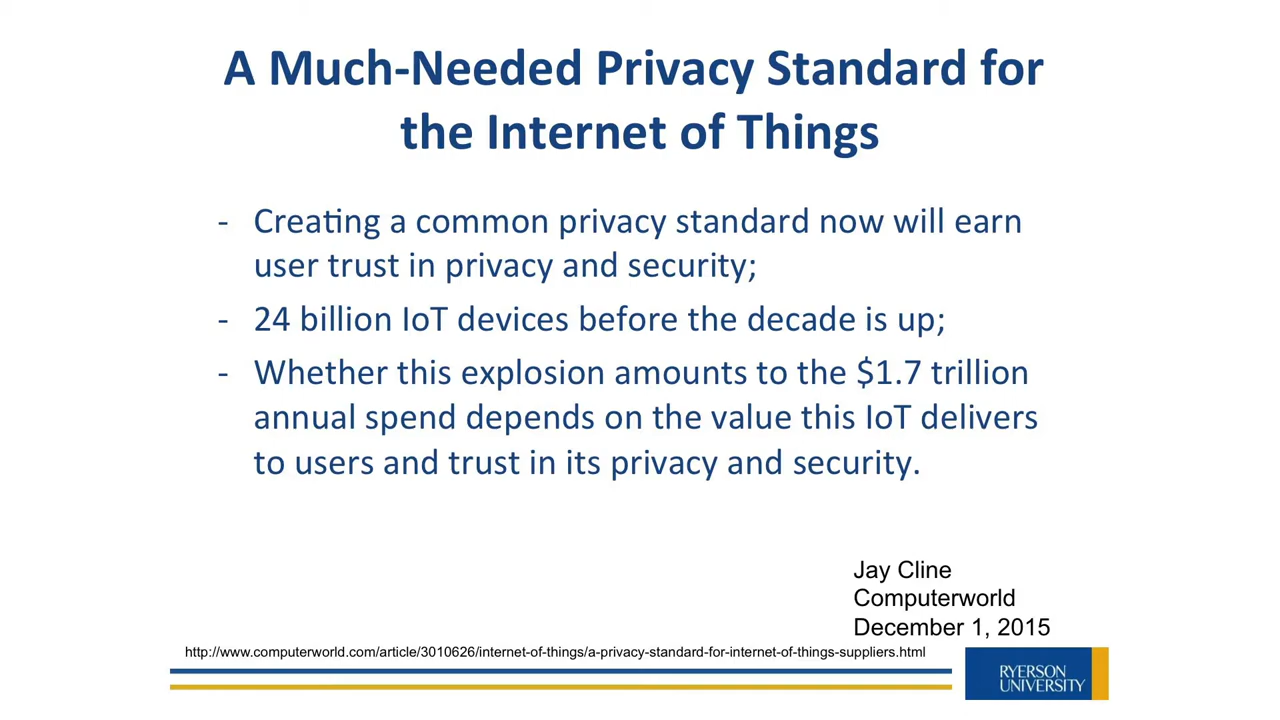 A Much-Needed Privacy Standard for
the Internet of Things
- Creating a common privacy standard now will earn
user trust in privacy and security;
- 24 billion IoT devices before the decade is up;
- Whether this explosion amounts to the $1.7 trillion
annual spend depends on the value this IoT delivers
to users and trust in its privacy and security.
Jay Cline
Computerworld
December 1, 2015
http://www.computerworld.com/article/3010626/internet-of-things/a-privacy-standard-for-internet-of-things-suppliers.html
RYERSON
UNIVERSITY